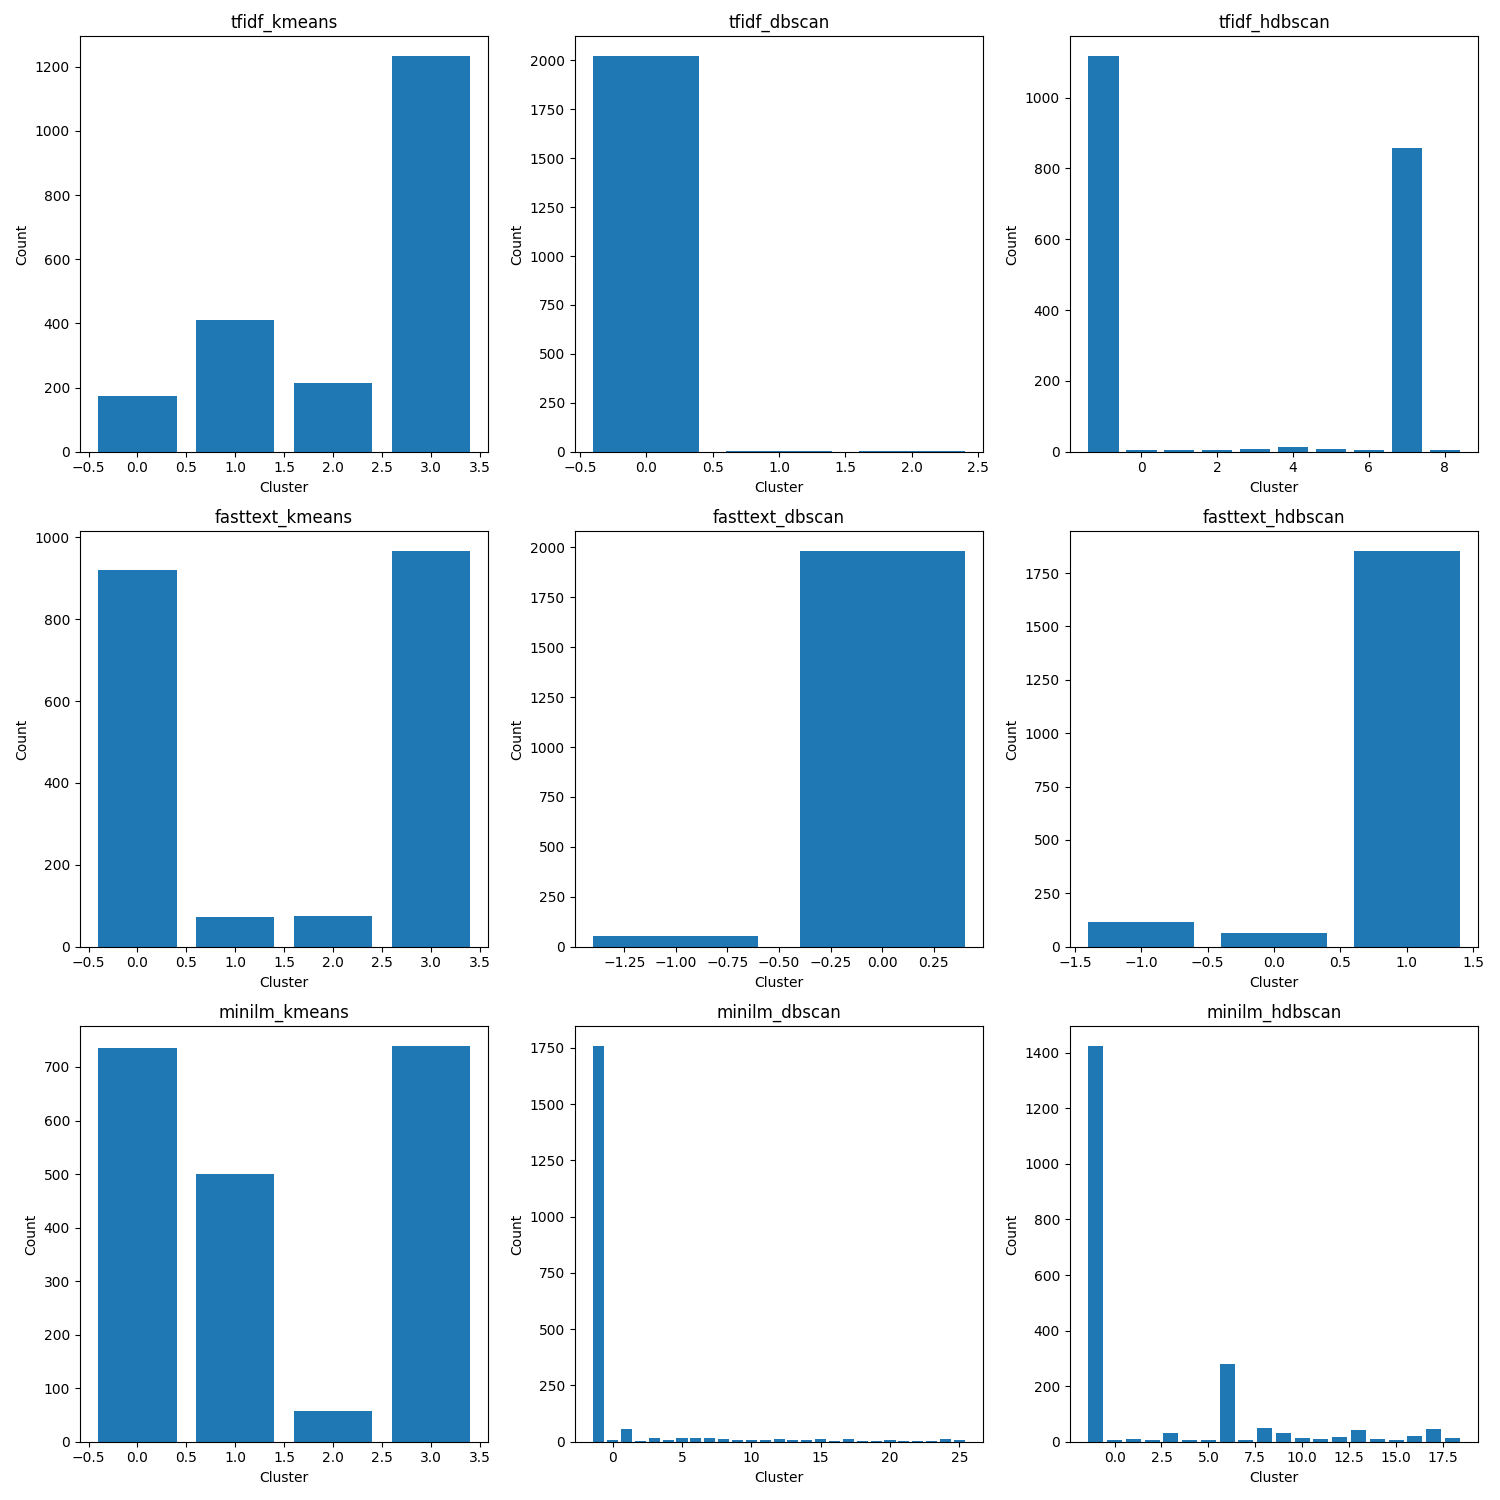 tfidf_kmeans
Count
1200
1000
800
600
400
200
0
−0.5 0.0 0.5 1.0 1.5 2.0 2.5 3.0 3.5
Cluster
tfidf_dbscan
Count
2000
1750
1500
1250
1000
750
500
250
0
−0.5 0.0 0.5 1.0 1.5 2.0 2.5
Cluster
tfidf_hdbscan
Count
1000
800
600
400
200
0
0 2 4 6 8
Cluster
fasttext_kmeans
Count
1000
800
600
400
200
0
−0.5 0.0 0.5 1.0 1.5 2.0 2.5 3.0 3.5
Cluster
fasttext_dbscan
Count
2000
1750
1500
1250
1000
750
500
250
0
−1.25 −1.00 −0.75 −0.50 −0.25 0.00 0.25
Cluster
fasttext_hdbscan
Count
1750
1500
1250
1000
750
500
250
0
−1.5 −1.0 −0.5 0.0 0.5 1.0 1.5
Cluster
minilm_kmeans
Count
700
600
500
400
300
200
100
0
−0.5 0.0 0.5 1.0 1.5 2.0 2.5 3.0 3.5
Cluster
minilm_dbscan
Count
1750
1500
1250
1000
750
500
250
0
0 5 10 15 20 25
Cluster
minilm_hdbscan
Count
1400
1200
1000
800
600
400
200
0
0.0 2.5 5.0 7.5 10.0 12.5 15.0 17.5
Cluster